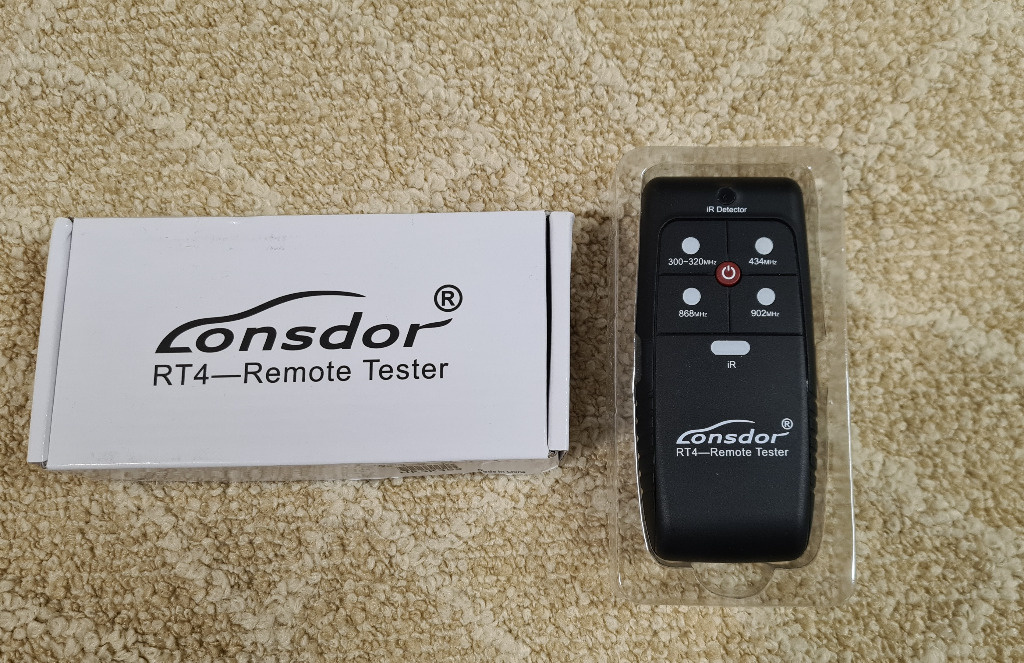 Lonsdor®
RT4—Remote Tester
iR Detector
300-320MHz
434MHz
868MHz
902MHz
iR
Lonsdor®
RT4—Remote Tester